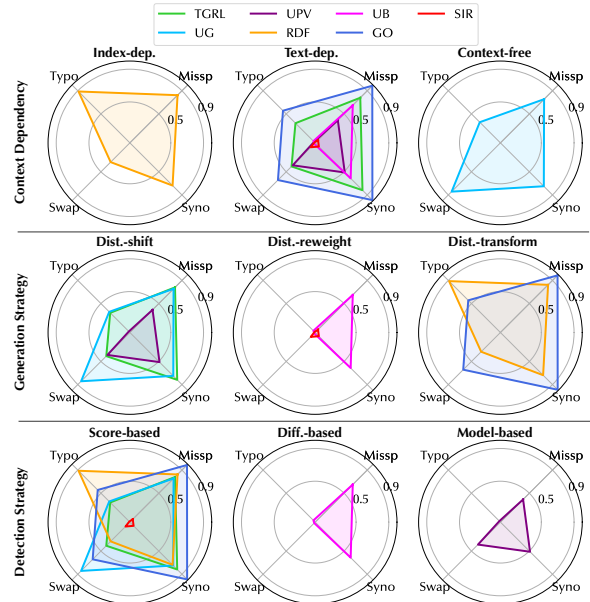 TGRL UPV UB SIR
UG RDF GO
Index-dep. Text-dep. Context-free
Typo Missp Typo Missp Typo Missp
0.9 0.9 0.9
0.5 0.5 0.5
Context Dependency
Swap Syno Swap Syno Swap Syno
Dist.-shift Dist.-reweight Dist.-transform
Typo Missp Typo Missp Typo Missp
0.9 0.9 0.9
0.5 0.5 0.5
Generation Strategy
Swap Syno Swap Syno Swap Syno
Score-based Diff.-based Model-based
Typo Missp Typo Missp Typo Missp
0.9 0.9 0.9
0.5 0.5 0.5
Detection Strategy
Swap Syno Swap Syno Swap Syno